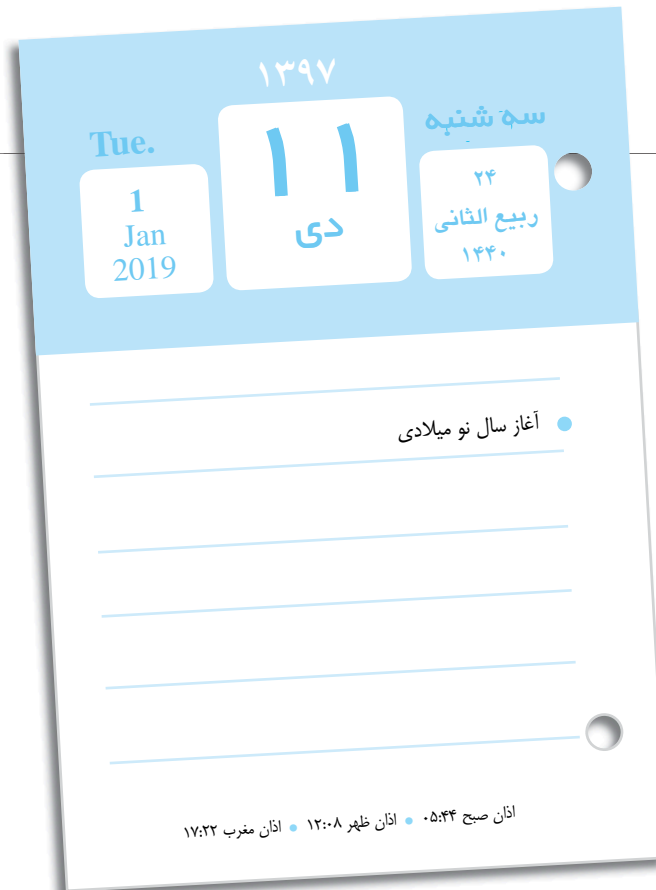 ۱۳۹۷
سه شنبه
۲۴
ربیع الثانی
۱۴۴۰
۱۱
دی
Tue.
1
Jan
2019
آغاز سال نو میلادی
اذان صبح ۰۵:۴۴ • اذان ظهر ۱۲:۰۸ • اذان مغرب ۱۷:۲۲